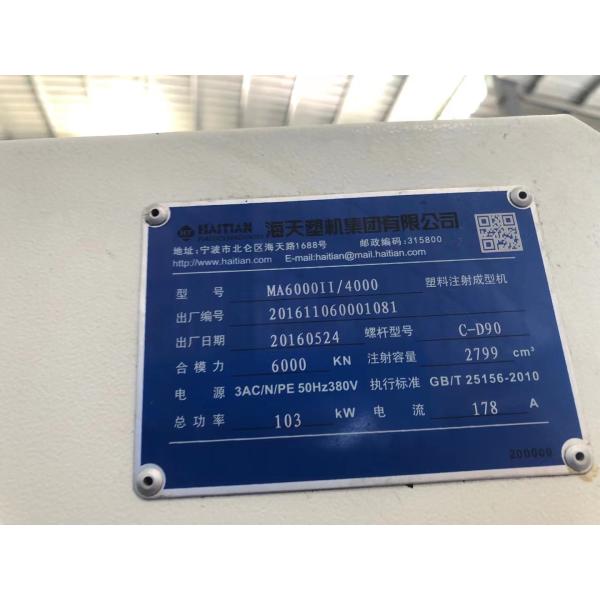 HT HAITIAN 海天塑机集团有限公司
地址:宁波市北仑区海天路1688号 邮政编码:315800
http://www.haitian.com E-mail:haitian@mail.haitian.com
型号 MA6000II/4000 塑料注射成型机
出厂编号 201611060001081
出厂日期 20160524 螺杆型号 C-D90
合模力 6000 KN 注射容量 2799 cm³
电源 3AC/N/PE 50Hz380V 执行标准 GB/T 25156-2010
总功率 103 kW 电流 178 A
200000